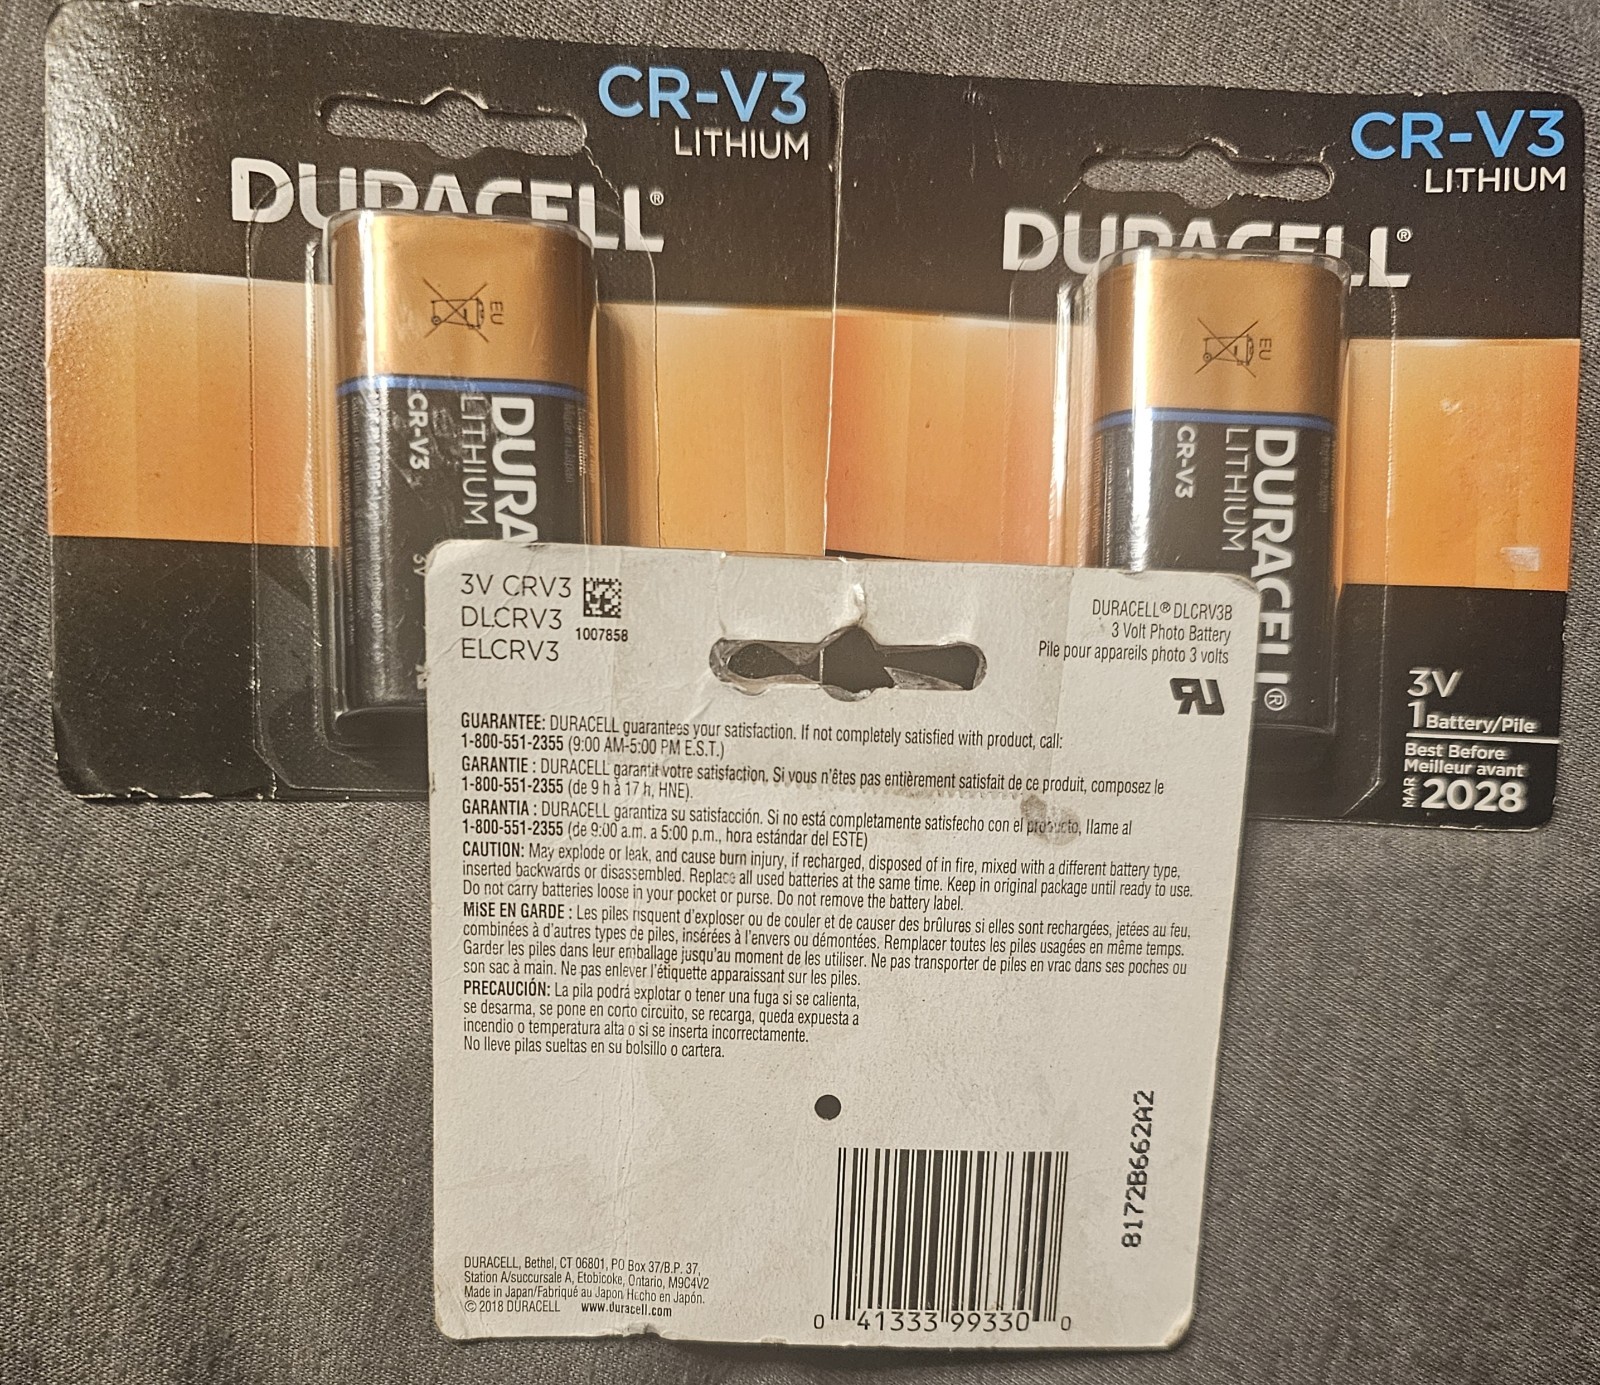 CR-V3
LITHIUM
DURACELL®
EU
DURA
LITHIUM
CR-V3
3V
CR-V3
LITHIUM
DURACELL®
EU
DURACELL®
LITHIUM
CR-V3
3V
1 Battery/Pile
Best Before
Meilleur avant
MAR 2028
3V CRV3
DLCRV3
ELCRV3
1007858
DURACELL® DLCRV3B
3 Volt Photo Battery
Pile pour appareils photo 3 volts
GUARANTEE: DURACELL guarantees your satisfaction. If not completely satisfied with product, call:
1-800-551-2355 (9:00 AM-5:00 PM E.S.T.)
GARANTIE : DURACELL garantit votre satisfaction. Si vous n'êtes pas entièrement satisfait de ce produit, composez le
1-800-551-2355 (de 9 h à 17 h, HNE).
GARANTIA : DURACELL garantiza su satisfacción. Si no está completamente satisfecho con el producto, llame al
1-800-551-2355 (de 9:00 a.m. a 5:00 p.m., hora estándar del ESTE)
CAUTION: May explode or leak, and cause burn injury, if recharged, disposed of in fire, mixed with a different battery type,
inserted backwards or disassembled. Replace all used batteries at the same time. Keep in original package until ready to use.
Do not carry batteries loose in your pocket or purse. Do not remove the battery label.
MISE EN GARDE : Les piles risquent d'exploser ou de couler et de causer des brûlures si elles sont rechargées, jetées au feu,
combinées à d'autres types de piles, insérées à l'envers ou démontées. Remplacer toutes les piles usagées en même temps.
Garder les piles dans leur emballage jusqu'au moment de les utiliser. Ne pas transporter de piles en vrac dans ses poches ou
son sac à main. Ne pas enlever l'étiquette apparaissant sur les piles.
PRECAUCIÓN: La pila podrá explotar o tener una fuga si se calienta,
se desarma, se pone en corto circuito, se recarga, queda expuesta a
incendio o temperatura alta o si se inserta incorrectamente.
No lleve pilas sueltas en su bolsillo o cartera.
8172B662A2
DURACELL, Bethel, CT 06801, PO Box 37/B.P. 37,
Station A/succursale A, Etobicoke, Ontario, M9C4V2
Made in Japan/Fabriqué au Japon Hecho en Japón.
© 2018 DURACELL www.duracell.com
0 41333 99330 0